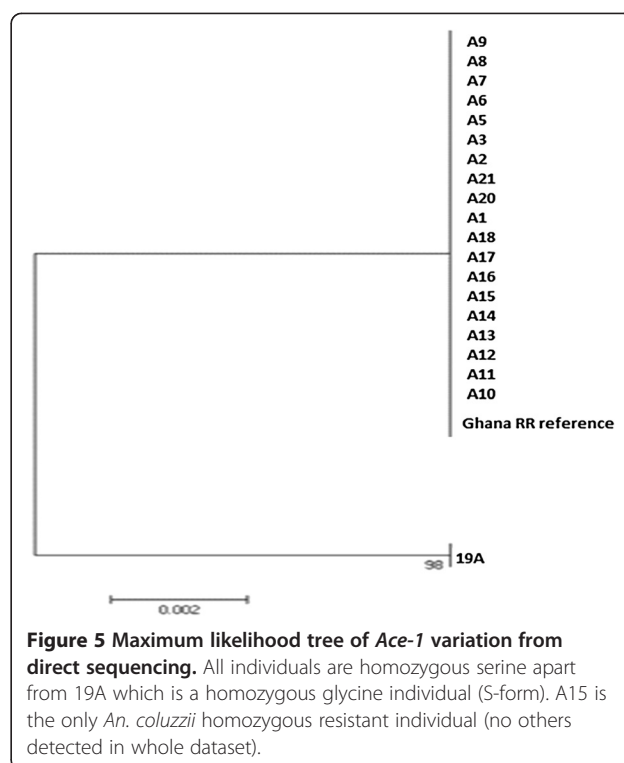 A9
A8
A7
A6
A5
A3
A2
A21
A20
A1
A18
A17
A16
A15
A14
A13
A12
A11
A10
Ghana RR reference
98 19A
0.002
Figure 5 Maximum likelihood tree of Ace-1 variation from
direct sequencing. All individuals are homozygous serine apart
from 19A which is a homozygous glycine individual (S-form). A15 is
the only An. coluzzii homozygous resistant individual (no others
detected in whole dataset).